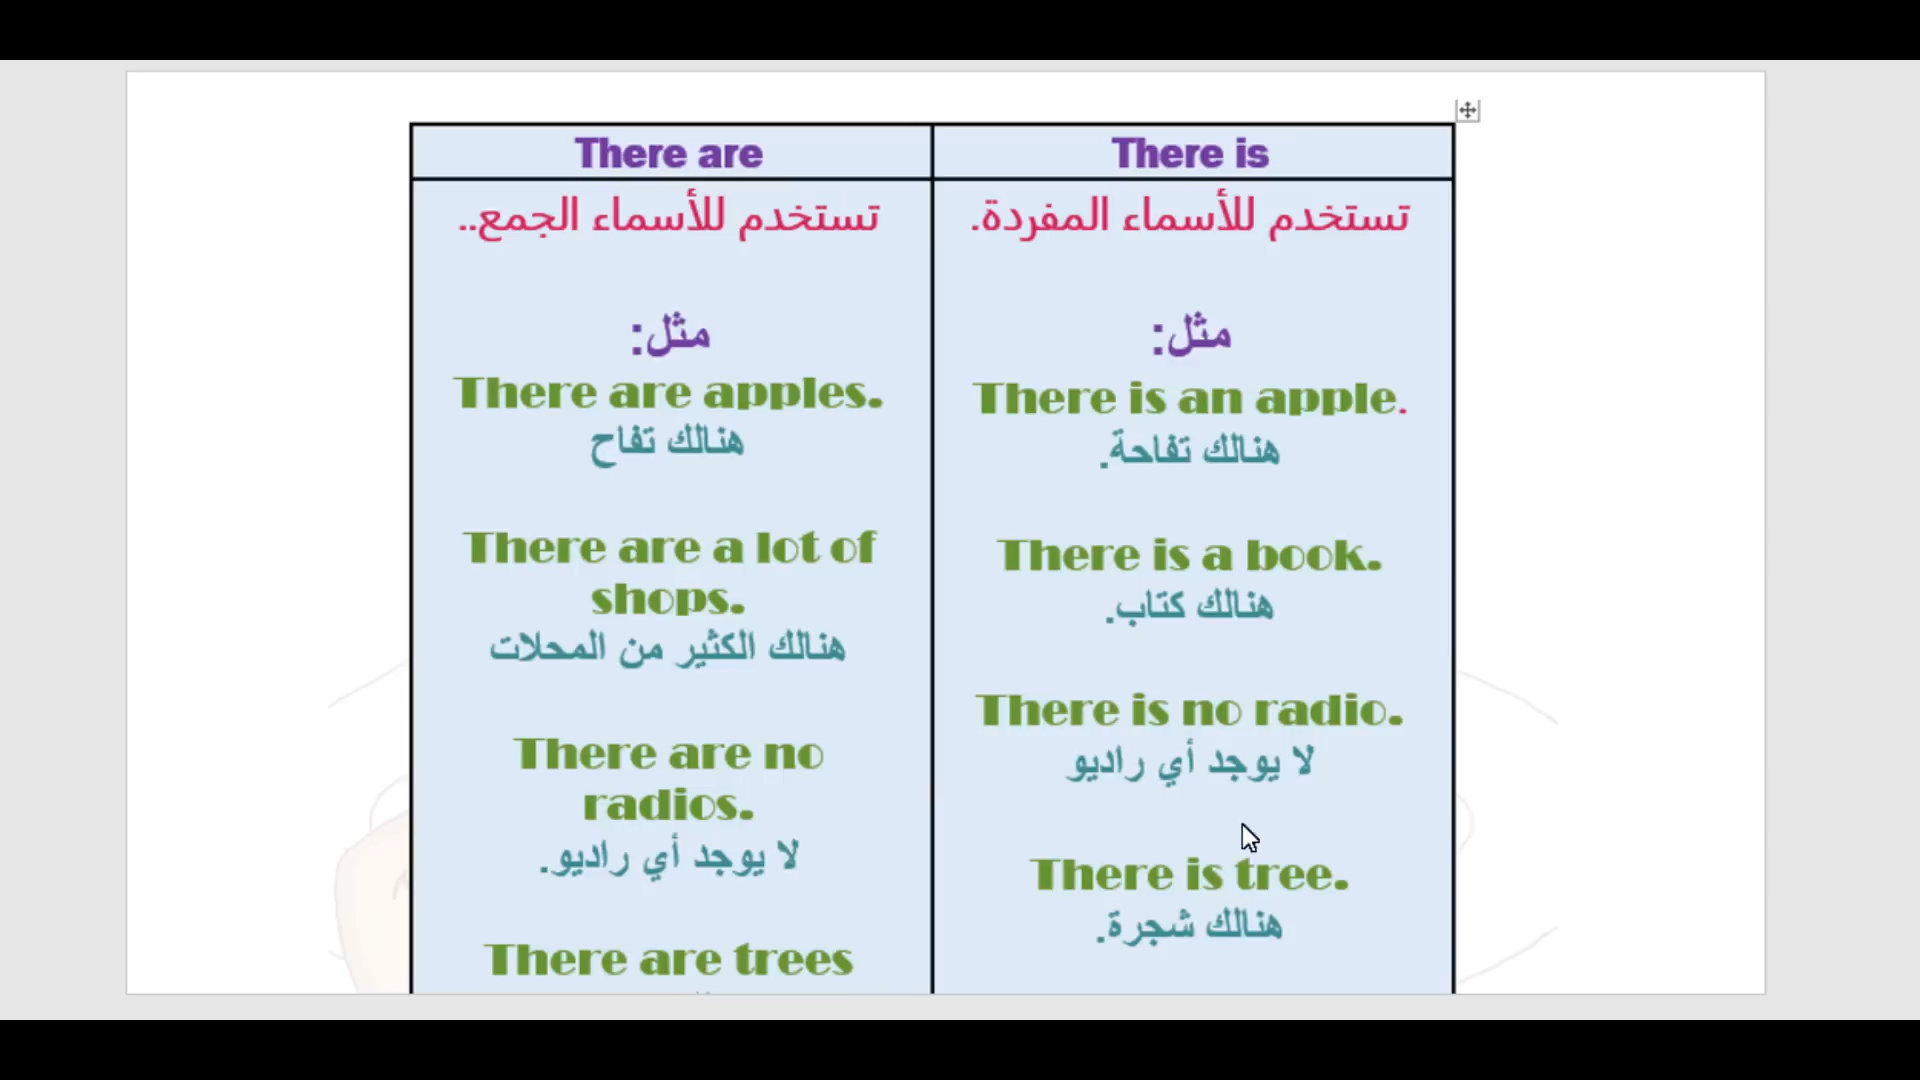 There are
There is
تستخدم للأسماء الجمع..
مثل:
There are apples.
هنالك تفاح
There are a lot of
shops.
هنالك الكثير من المحلات
There are no
radios.
لا يوجد أي راديو.
There are trees
تستخدم للأسماء المفردة.
مثل:
There is an apple.
هنالك تفاحة.
There is a book.
هنالك كتاب.
There is no radio.
لا يوجد أي راديو
There is tree.
هنالك شجرة.